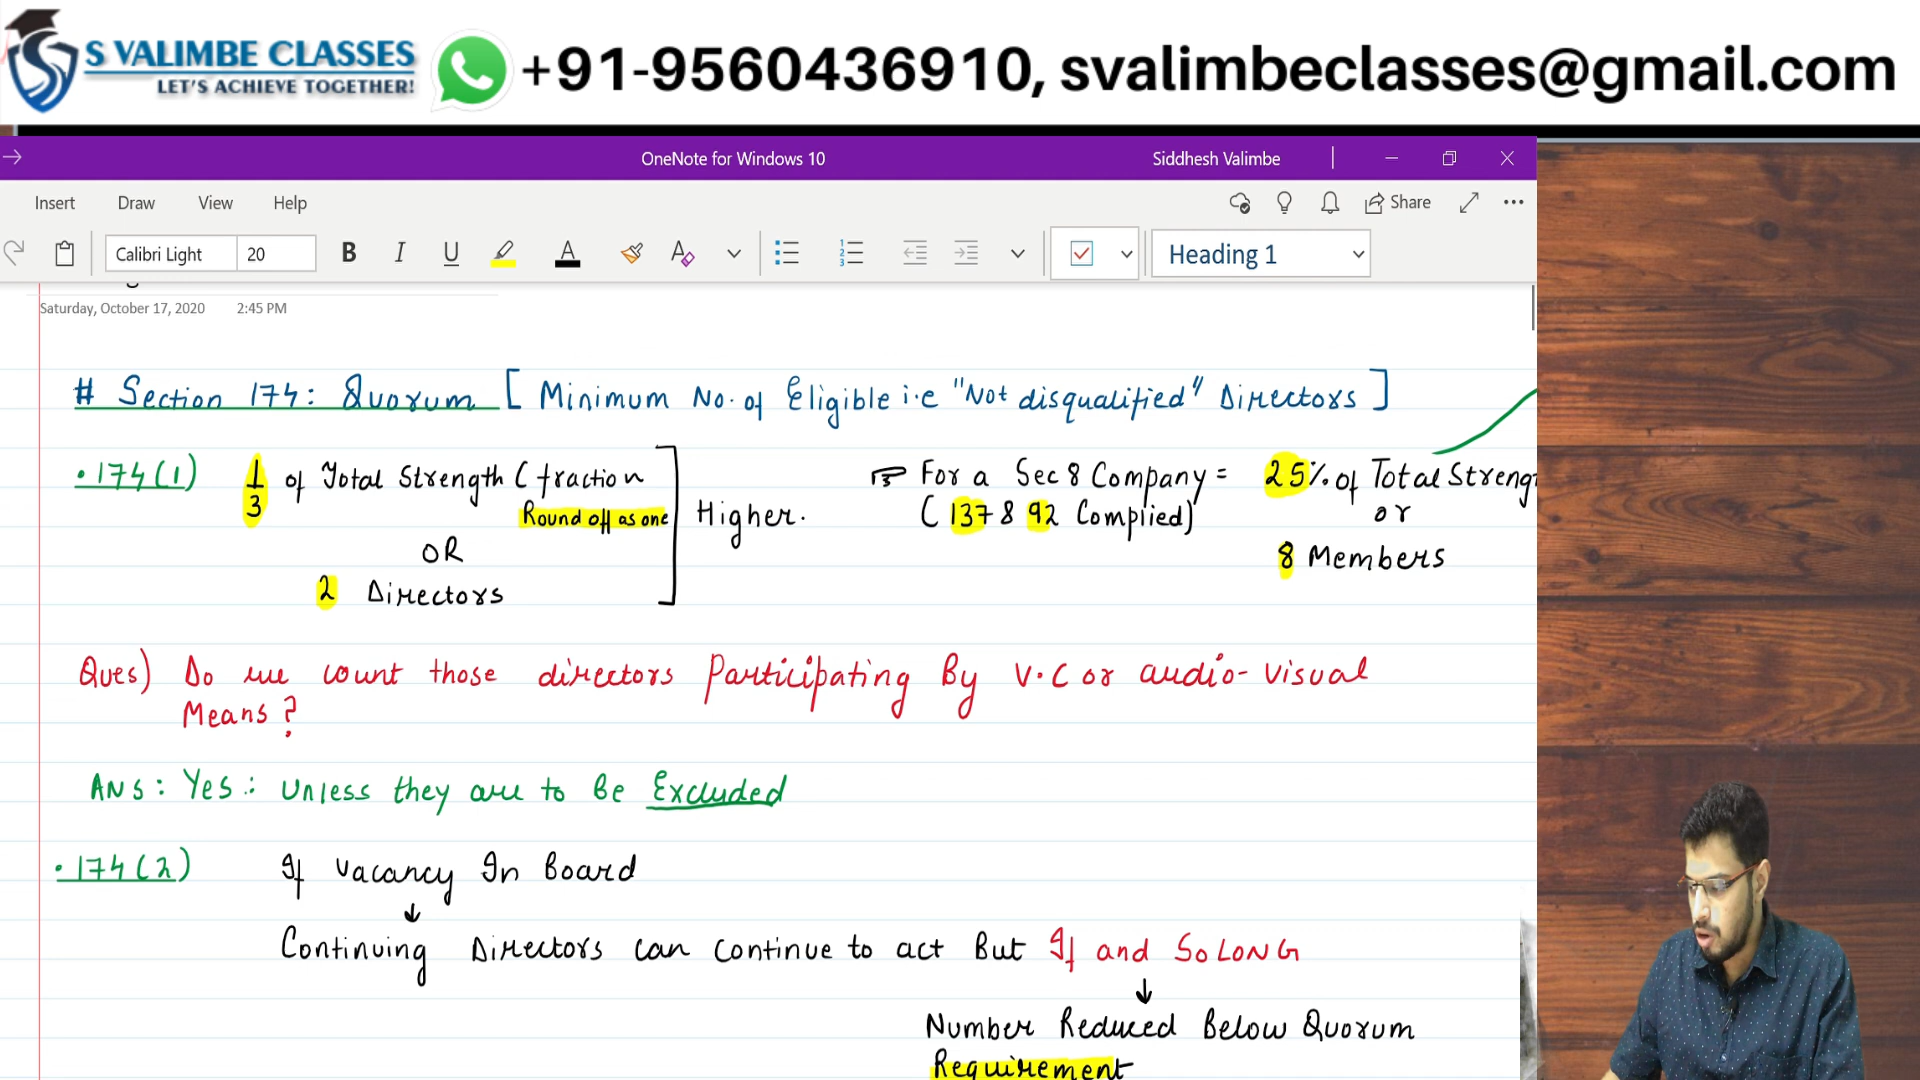 S VALIMBE CLASSES
LET'S ACHIEVE TOGETHER!
+91-9560436910, svalimbeclasses@gmail.com
OneNote for Windows 10
Siddhesh Valimbe
Insert Draw View Help
Share
Calibri Light 20 B I U A A Heading 1
Saturday, October 17, 2020 2:45 PM
# Section 174: Quorum [ Minimum No. of Eligible i.e "Not disqualified" Directors ]
• 174(1) 1/3 of Total Strength ( fraction
Round off as one
OR
2 Directors
Higher.
For a Sec 8 Company = 25% of Total Strengt
( 137 & 92 Complied) or
8 Members
Ques) Do we count those directors Participating By V.C or audio-visual
Means?
Ans: Yes: Unless they are to be Excluded
• 174(2) If Vacancy In Board
Continuing Directors can continue to act But If and So LONG
Number Reduced Below Quorum
Requirement